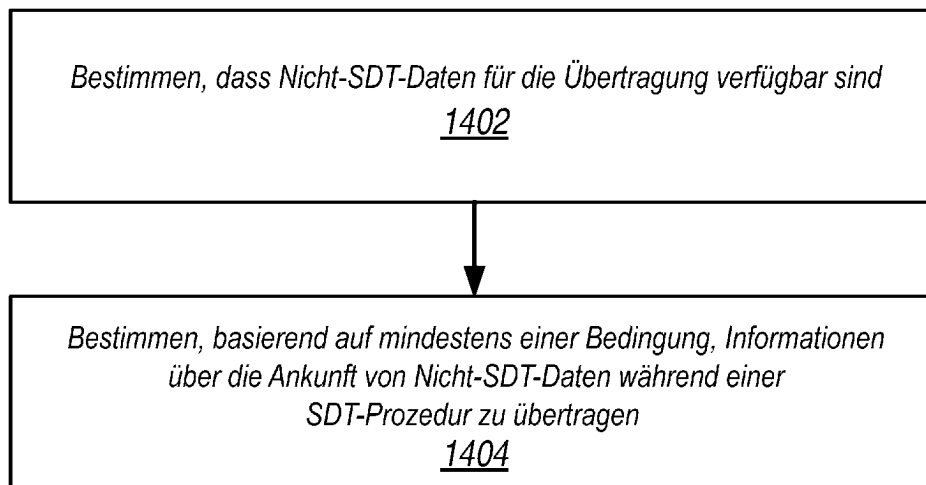 Bestimmen, dass Nicht-SDT-Daten für die Übertragung verfügbar sind
1402
Bestimmen, basierend auf mindestens einer Bedingung, Informationen
über die Ankunft von Nicht-SDT-Daten während einer
SDT-Prozedur zu übertragen
1404